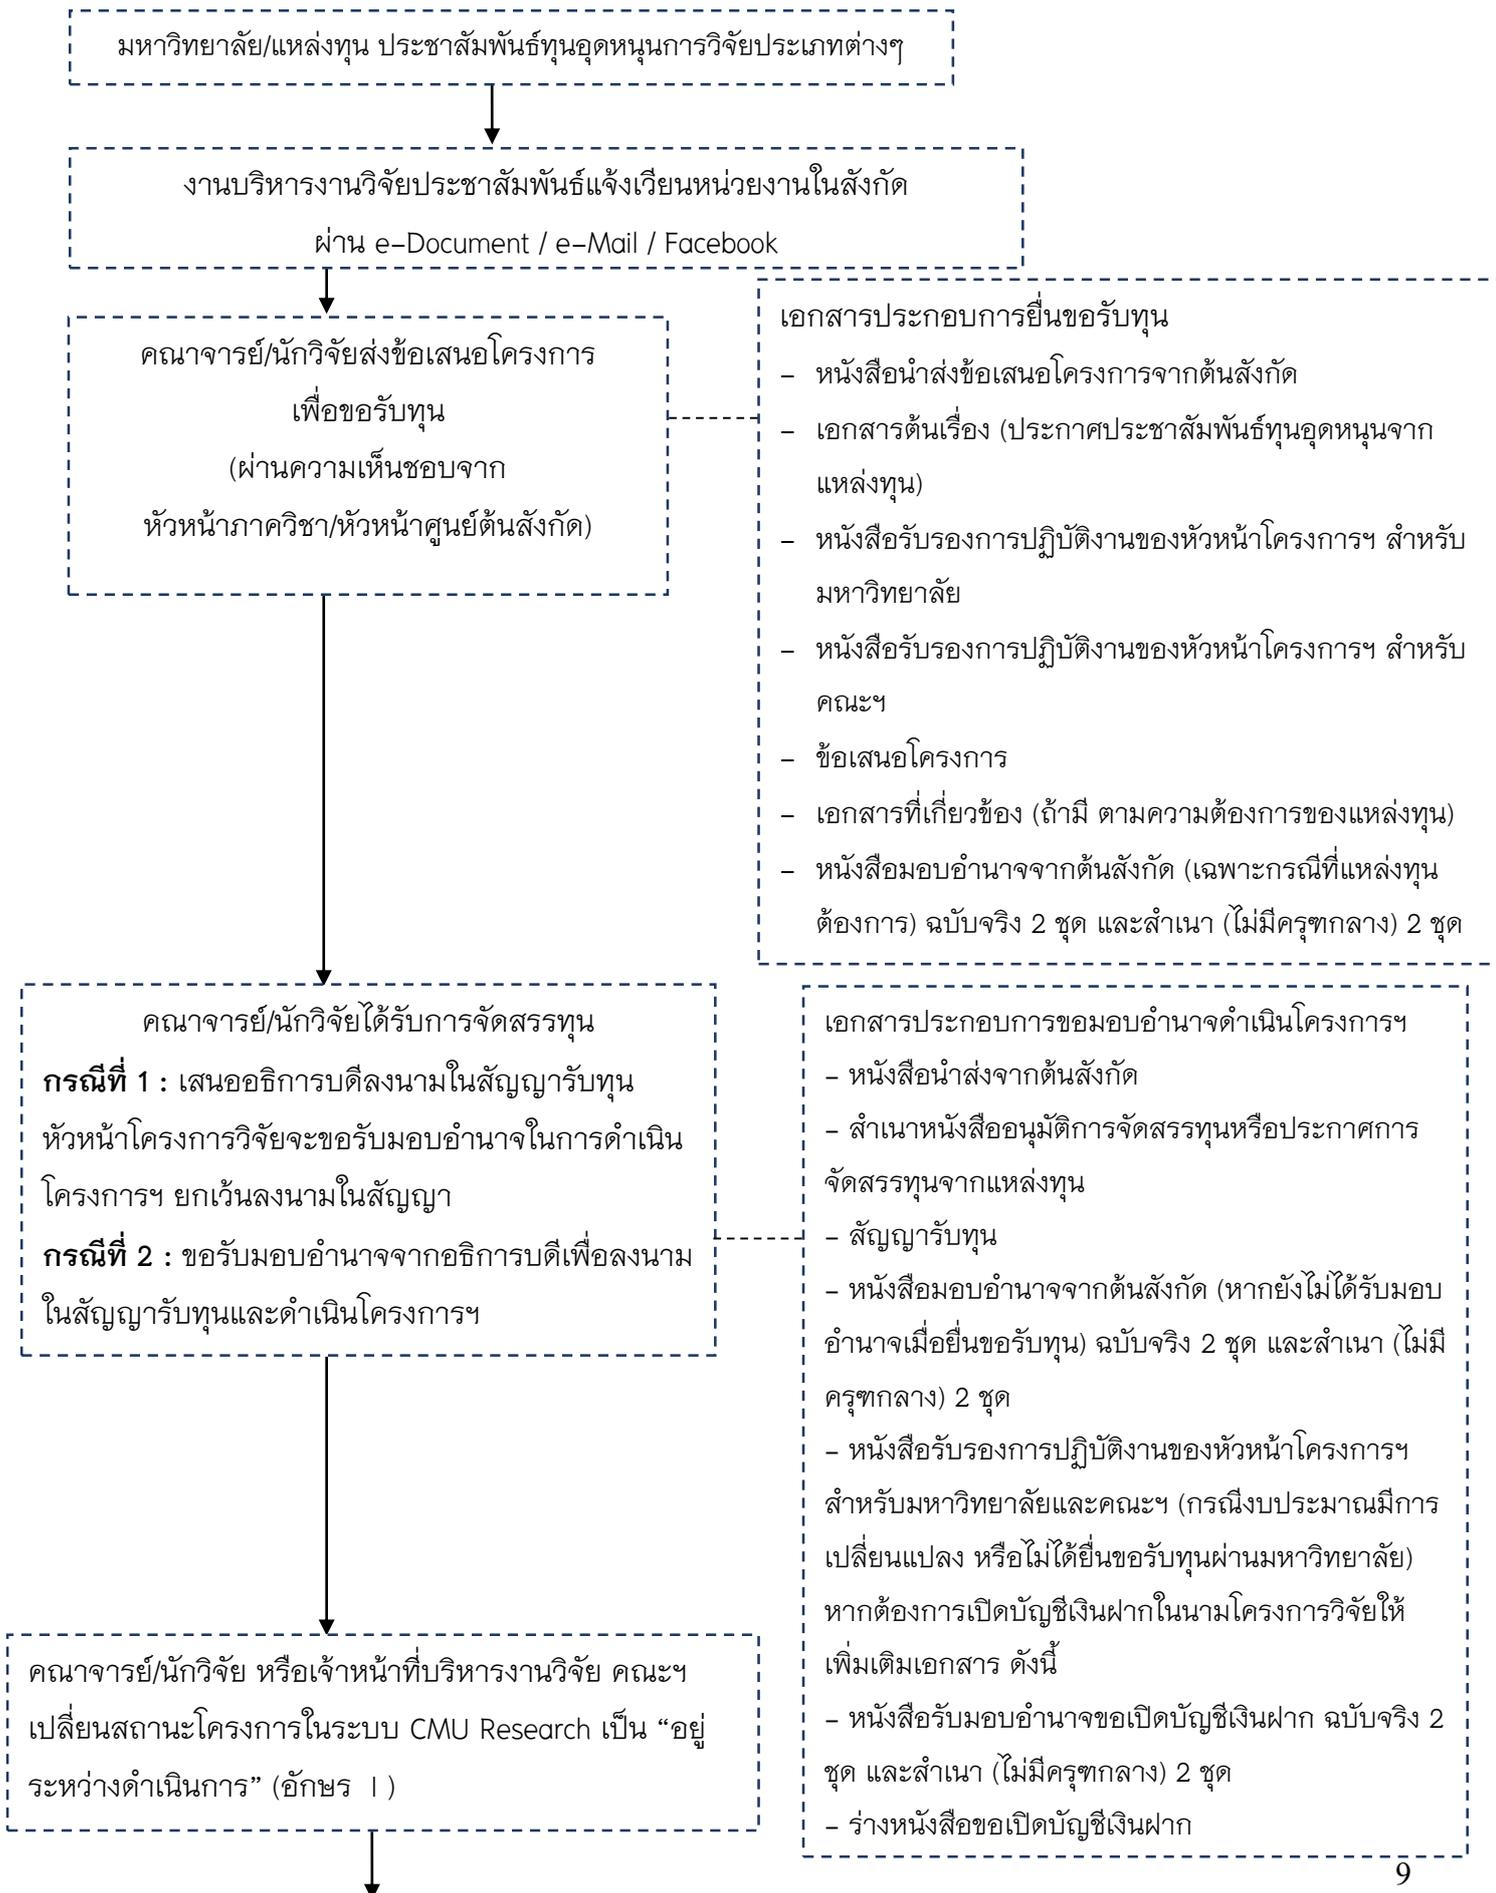 มหาวิทยาลัย/แหล่งทุน ประชาสัมพันธ์ทุนอุดหนุนการวิจัยประเภทต่างๆ
งานบริหารงานวิจัยประชาสัมพันธ์แจ้งเวียนหน่วยงานในสังกัด
ผ่าน e-Document / e-Mail / Facebook
คณาจารย์/นักวิจัยส่งข้อเสนอโครงการ
เพื่อขอรับทุน
(ผ่านความเห็นชอบจาก
หัวหน้าภาควิชา/หัวหน้าศูนย์ต้นสังกัด)
เอกสารประกอบการยื่นขอรับทุน
- หนังสือนำส่งข้อเสนอโครงการจากต้นสังกัด
- เอกสารต้นเรื่อง (ประกาศประชาสัมพันธ์ทุนอุดหนุนจาก
แหล่งทุน)
- หนังสือรับรองการปฏิบัติงานของหัวหน้าโครงการฯ สำหรับ
มหาวิทยาลัย
- หนังสือรับรองการปฏิบัติงานของหัวหน้าโครงการฯ สำหรับ
คณะฯ
- ข้อเสนอโครงการ
- เอกสารที่เกี่ยวข้อง (ถ้ามี ตามความต้องการของแหล่งทุน)
- หนังสือมอบอำนาจจากต้นสังกัด (เฉพาะกรณีที่แหล่งทุน
ต้องการ) ฉบับจริง 2 ชุด และสำเนา (ไม่มีครุฑกลาง) 2 ชุด
คณาจารย์/นักวิจัยได้รับการจัดสรรทุน
กรณีที่ 1 : เสนออธิการบดีลงนามในสัญญารับทุน
หัวหน้าโครงการวิจัยจะขอรับมอบอำนาจในการดำเนิน
โครงการฯ ยกเว้นลงนามในสัญญา
กรณีที่ 2 : ขอรับมอบอำนาจจากอธิการบดีเพื่อลงนาม
ในสัญญารับทุนและดำเนินโครงการฯ
เอกสารประกอบการขอมอบอำนาจดำเนินโครงการฯ
- หนังสือนำส่งจากต้นสังกัด
- สำเนาหนังสืออนุมัติการจัดสรรทุนหรือประกาศการ
จัดสรรทุนจากแหล่งทุน
- สัญญารับทุน
- หนังสือมอบอำนาจจากต้นสังกัด (หากยังไม่ได้รับมอบ
อำนาจเมื่อยื่นขอรับทุน) ฉบับจริง 2 ชุด และสำเนา (ไม่มี
ครุฑกลาง) 2 ชุด
- หนังสือรับรองการปฏิบัติงานของหัวหน้าโครงการฯ
สำหรับมหาวิทยาลัยและคณะฯ (กรณีงบประมาณมีการ
เปลี่ยนแปลง หรือไม่ได้ยื่นขอรับทุนผ่านมหาวิทยาลัย)
หากต้องการเปิดบัญชีเงินฝากในนามโครงการวิจัยให้
เพิ่มเติมเอกสาร ดังนี้
- หนังสือรับมอบอำนาจขอเปิดบัญชีเงินฝาก ฉบับจริง 2
ชุด และสำเนา (ไม่มีครุฑกลาง) 2 ชุด
- ร่างหนังสือขอเปิดบัญชีเงินฝาก
คณาจารย์/นักวิจัย หรือเจ้าหน้าที่บริหารงานวิจัย คณะฯ
เปลี่ยนสถานะโครงการในระบบ CMU Research เป็น “อยู่
ระหว่างดำเนินการ” (อักษร I)
9